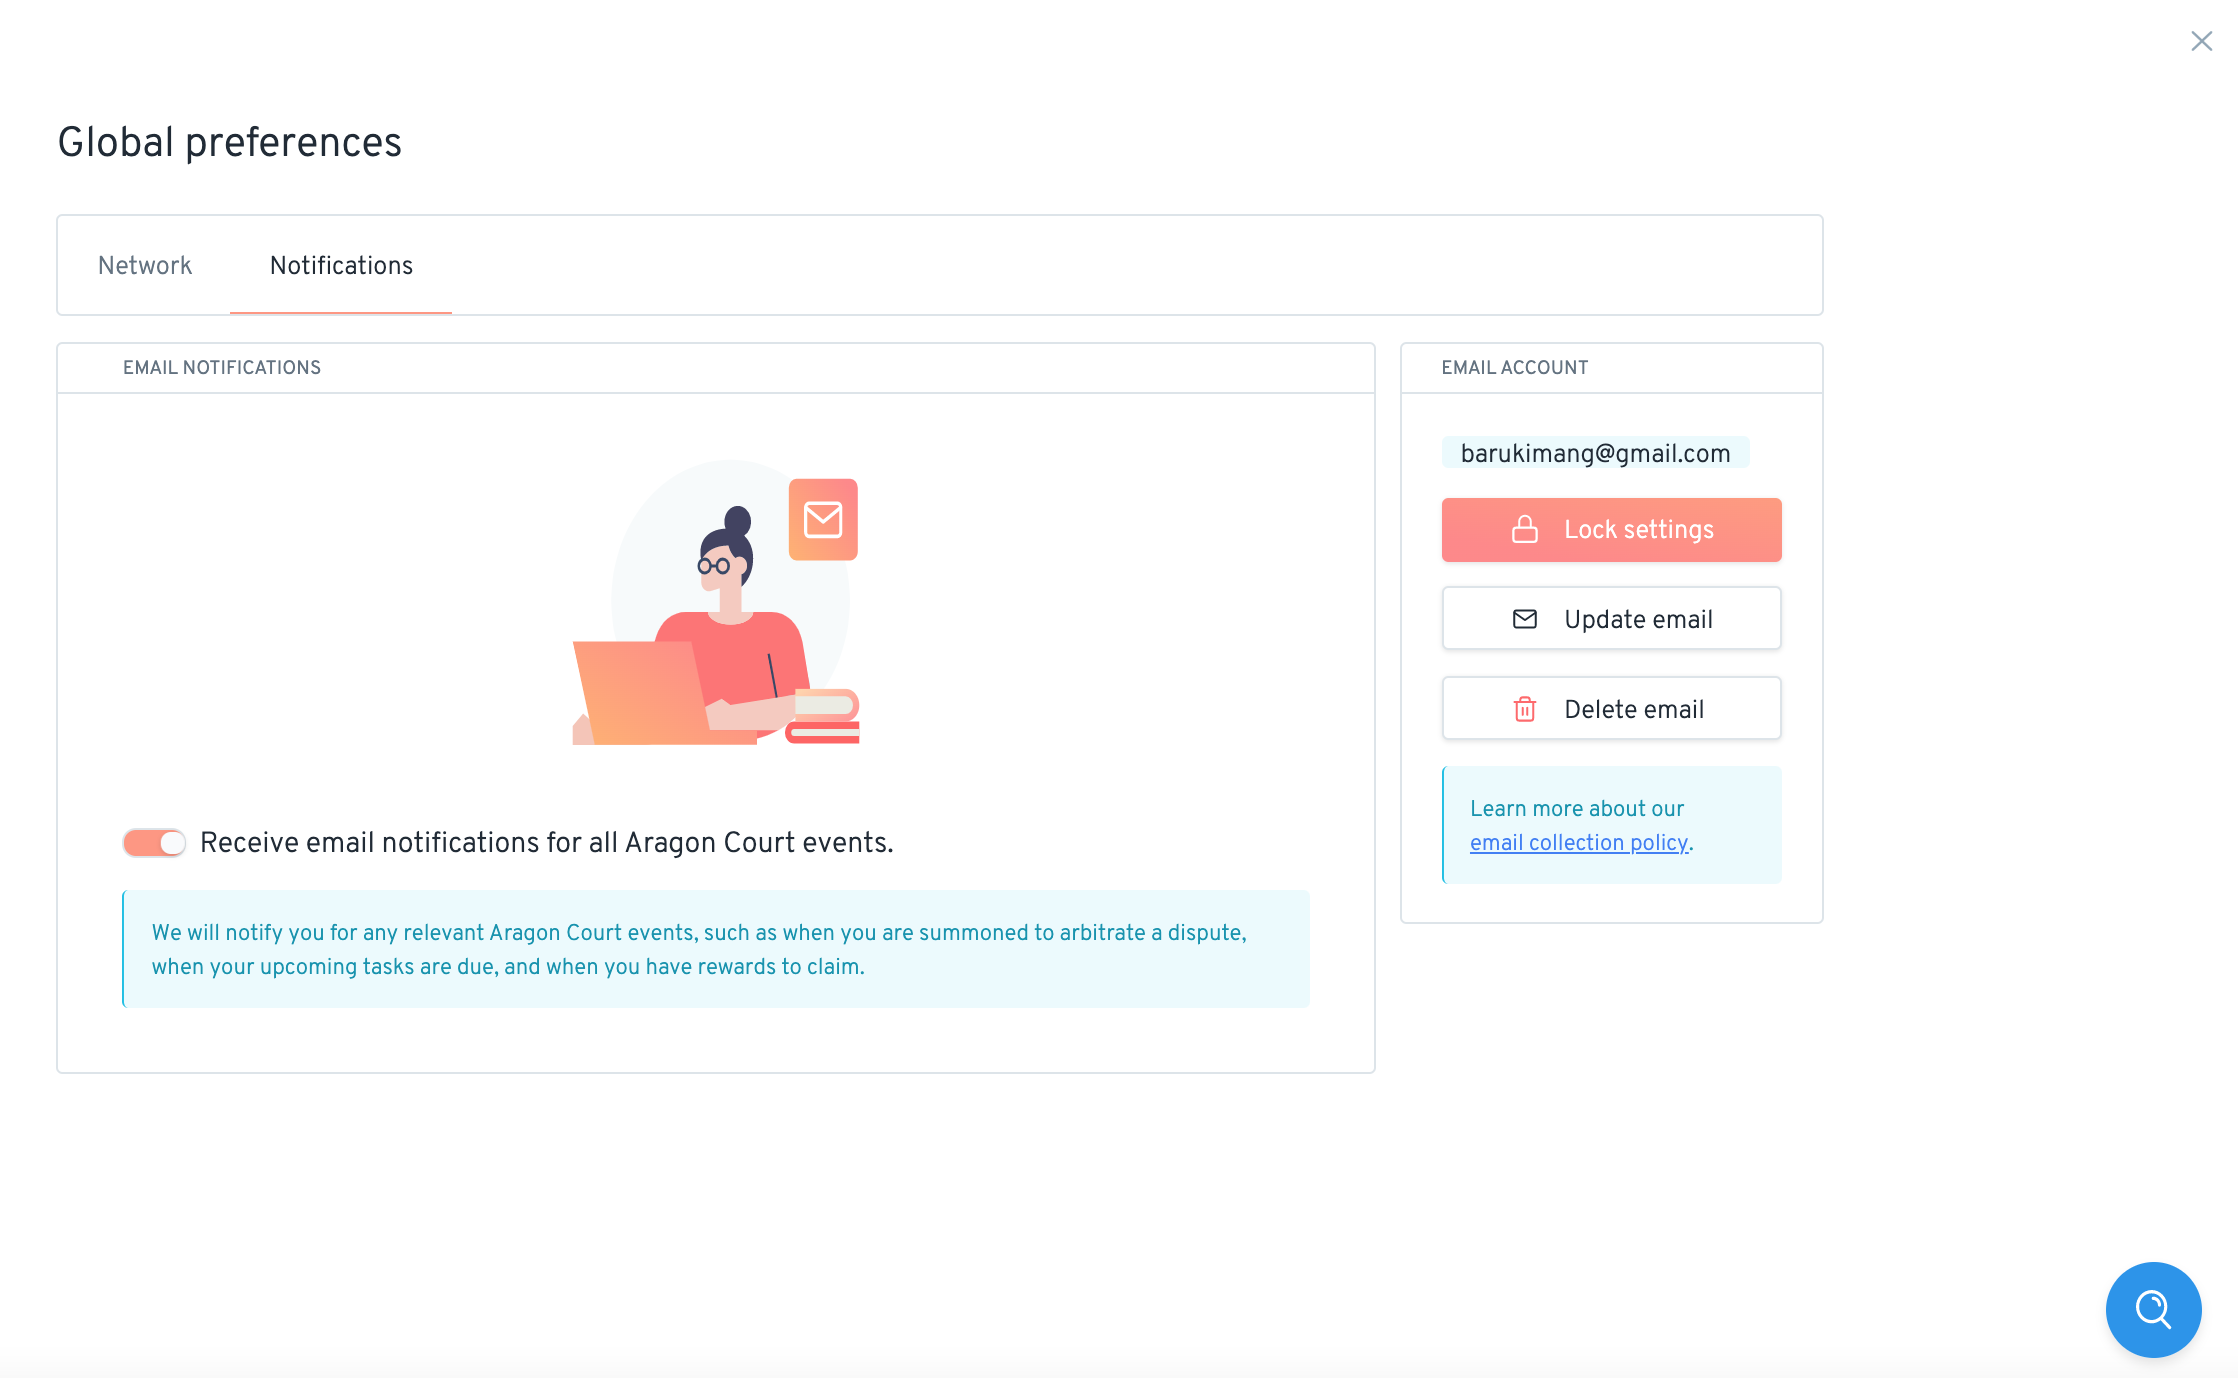 Global preferences
Network
Notifications
EMAIL NOTIFICATIONS
Receive email notifications for all Aragon Court events.
We will notify you for any relevant Aragon Court events, such as when you are summoned to arbitrate a dispute,
when your upcoming tasks are due, and when you have rewards to claim.
EMAIL ACCOUNT
barukimang@gmail.com
Lock settings
Update email
Delete email
Learn more about our
email collection policy.